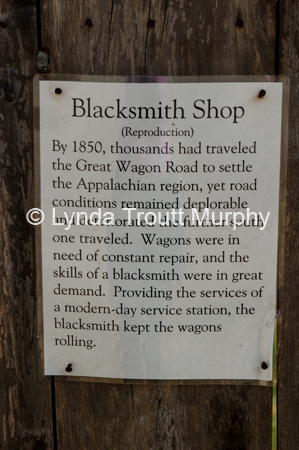 Blacksmith Shop
(Reproduction)
By 1850, thousands had traveled
the Great Wagon Road to settle
the Appalachian region, yet road
conditions remained deplorable
© Lynda Troutt Murphy
and deteriorated the further south
one traveled. Wagons were in
need of constant repair, and the
skills of a blacksmith were in great
demand. Providing the services of
a modern-day service station, the
blacksmith kept the wagons
rolling.